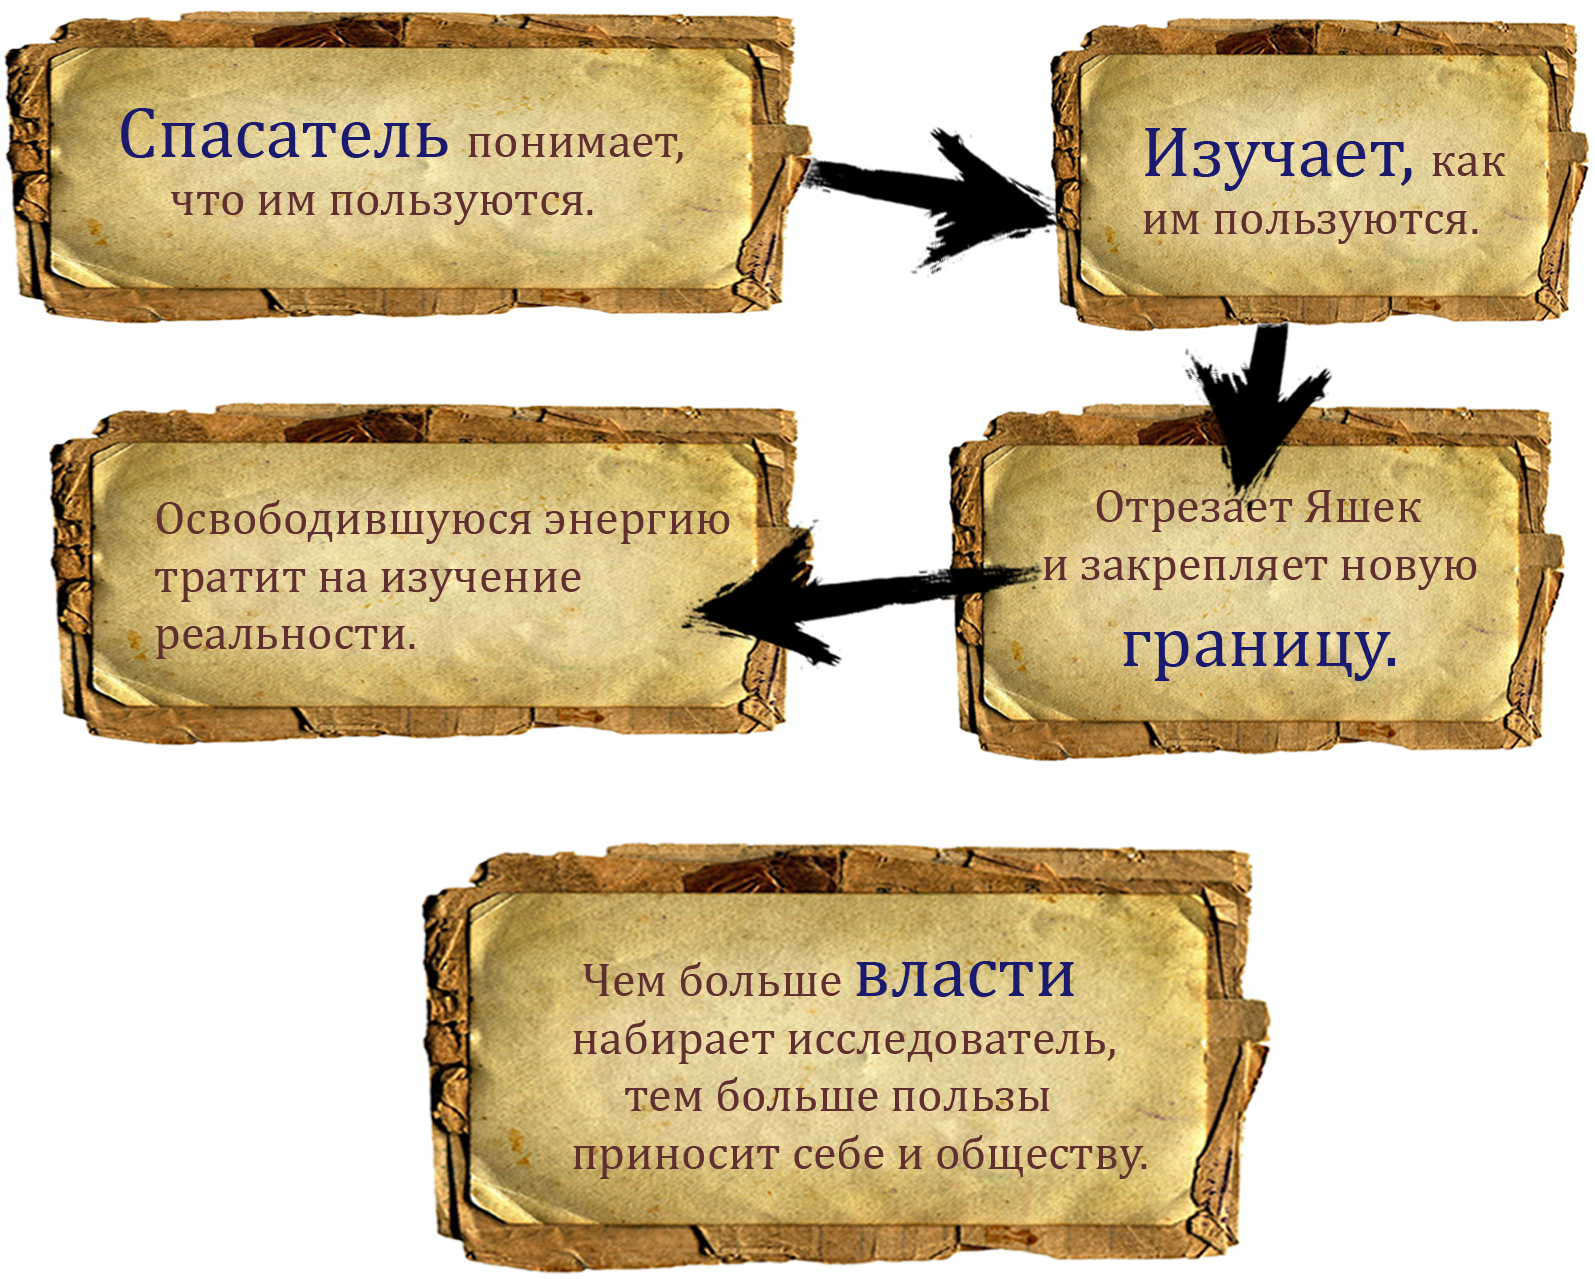 Спасатель понимает,
что им пользуются.
Изучает, как
им пользуются.
Отрезает Яшек
и закрепляет новую
границу.
Освободившуюся энергию
тратит на изучение
реальности.
Чем больше власти
набирает исследователь,
тем больше пользы
приносит себе и обществу.